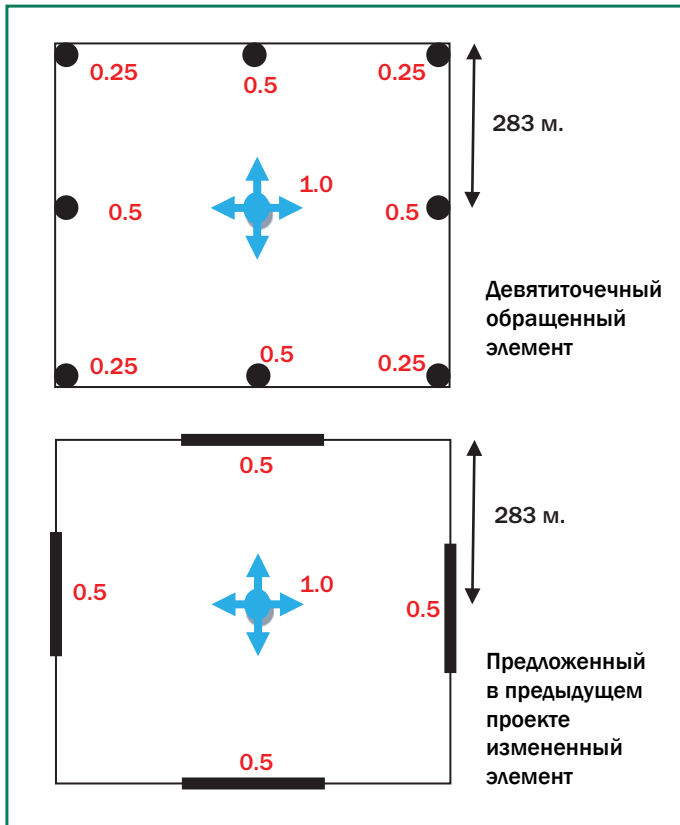 0.25 0.5 0.25
283 м.
1.0
0.5 0.5
Девятиточечный
обращенный
элемент
0.25 0.5 0.25
0.5
283 м.
0.5 1.0 0.5
Предложенный
в предыдущем
проекте
измененный
элемент
0.5